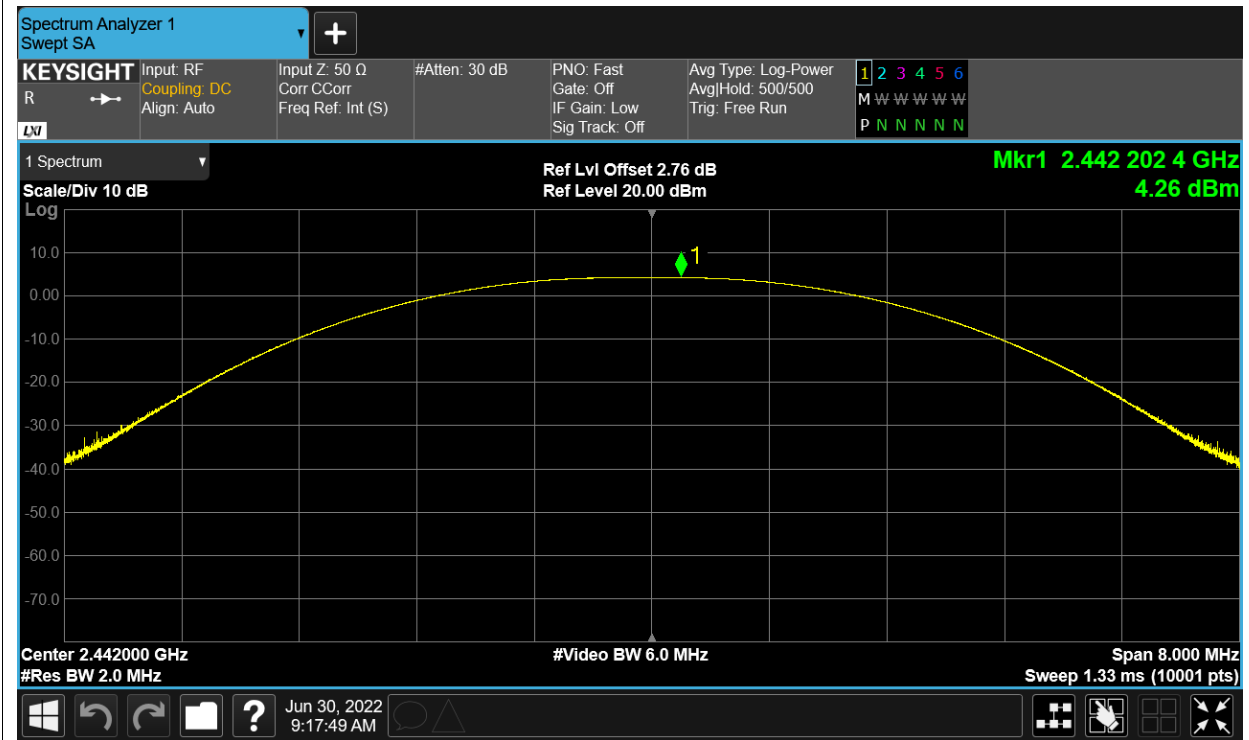 Spectrum Analyzer 1
Swept SA
KEYSIGHT
R
LXI
Input: RF
Coupling: DC
Align: Auto
Input Z: 50 Ω
Corr CCorr
Freq Ref: Int (S)
#Atten: 30 dB
PNO: Fast
Gate: Off
IF Gain: Low
Sig Track: Off
Avg Type: Log-Power
Avg|Hold: 500/500
Trig: Free Run
1 2 3 4 5 6
M W W W W W
P N N N N N
1 Spectrum
Scale/Div 10 dB
Ref Lvl Offset 2.76 dB
Ref Level 20.00 dBm
Mkr1 2.442 202 4 GHz
4.26 dBm
Log
10.0
0.00
-10.0
-20.0
-30.0
-40.0
-50.0
-60.0
-70.0
1
Center 2.442000 GHz
#Res BW 2.0 MHz
#Video BW 6.0 MHz
Span 8.000 MHz
Sweep 1.33 ms (10001 pts)
?
Jun 30, 2022
9:17:49 AM